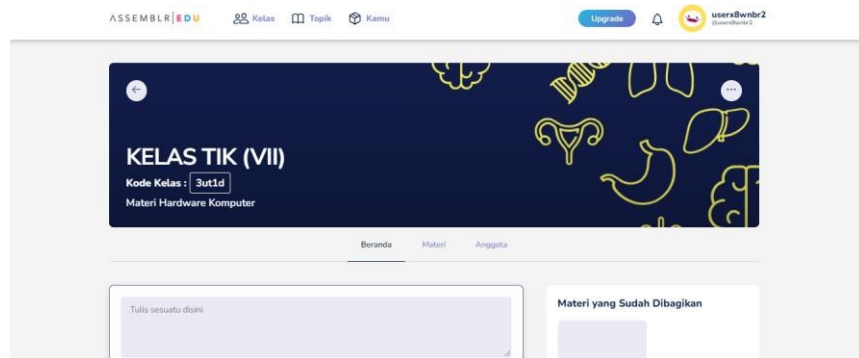 ASSEMBLR EDU Kelas Topik Kamu Upgrade userx8wnbr2
@userx8wnbr2
KELAS TIK (VII)
Kode Kelas : 3ut1d
Materi Hardware Komputer
Beranda Materi Anggota
Tulis sesuatu disini
Materi yang Sudah Dibagikan